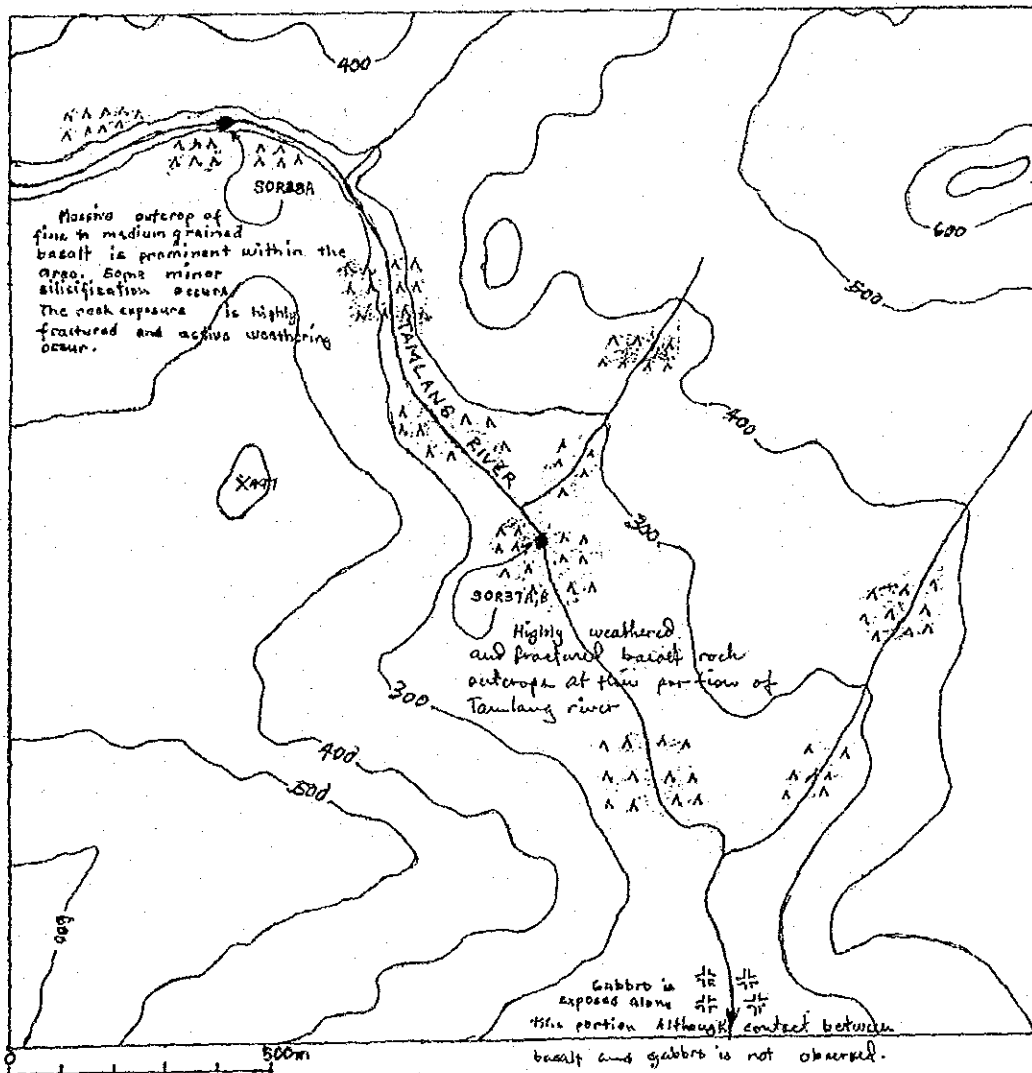 400
SOR28A
Massive outcrop of
fine to medium grained
basalt is prominent within the
area. Some minor
silicification occurs
The rock exposure is highly
fractured and active weathering
occur.
600
500
TAMLANG RIVER
400
300
SOR37A,B
Highly weathered
and fractured basalt rock
outcrops at this portion of
Tamlang river
300
400
500
600
Gabbro is
exposed along
this portion Although contact between
basalt and gabbro is not observed.
0
500m